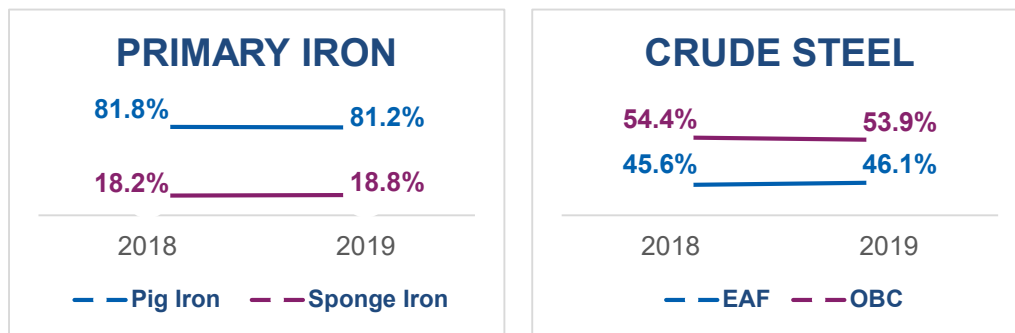 PRIMARY IRON
81.8%
81.2%
18.2%
18.8%
2018 2019
Pig Iron Sponge Iron
CRUDE STEEL
54.4%
53.9%
45.6%
46.1%
2018 2019
EAF OBC